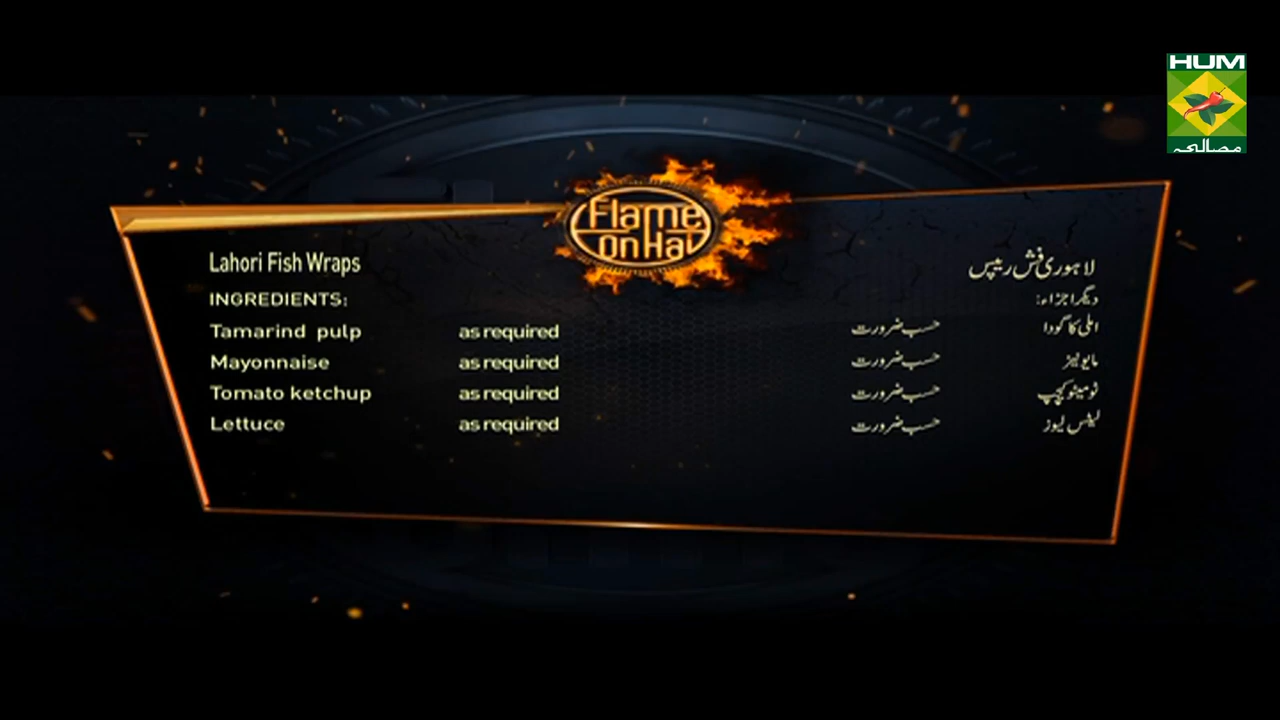 HUM
مصالحہ
Flame
on Hai
Lahori Fish Wraps لاہوری فش ریپس
INGREDIENTS: دیگر اجزاء:
Tamarind pulp as required حسب ضرورت املی کا گودا
Mayonnaise as required حسب ضرورت مایونیز
Tomato ketchup as required حسب ضرورت ٹومیٹو کیچپ
Lettuce as required حسب ضرورت لیٹس لیوز